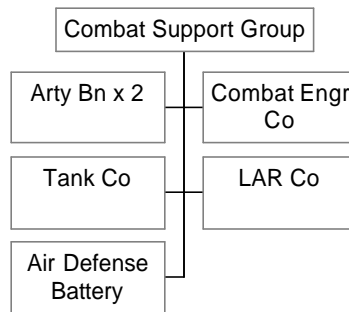 Combat Support Group
Arty Bn x 2
Combat Engr
Co
Tank Co
LAR Co
Air Defense
Battery